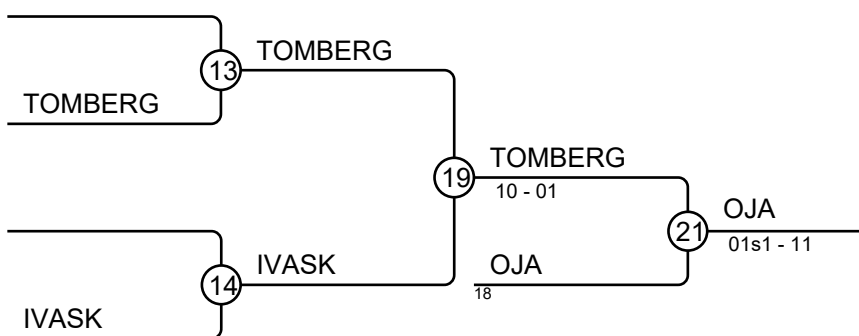 13
TOMBERG
TOMBERG
19
TOMBERG
10 - 01
21
OJA
01s1 - 11
14
IVASK
OJA
18
IVASK